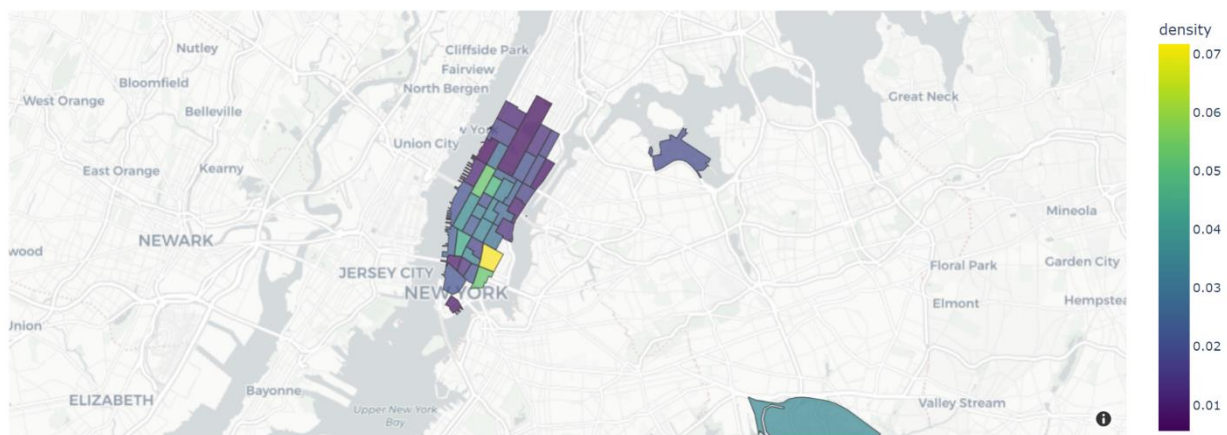 density
Nutley
Cliffside Park
0.07
Bloomfield
Fairview
North Bergen
Great Neck
West Orange
Belleville
0.06
Union City
East Orange
Kearny
0.05
Mineola
NEWARK
0.04
wood
Floral Park
Garden City
JERSEY CITY
NEW YORK
0.03
Elmont
Hempstea
Union
0.02
Bayonne
ELIZABETH
Upper New York
Bay
Valley Stream
0.01
i